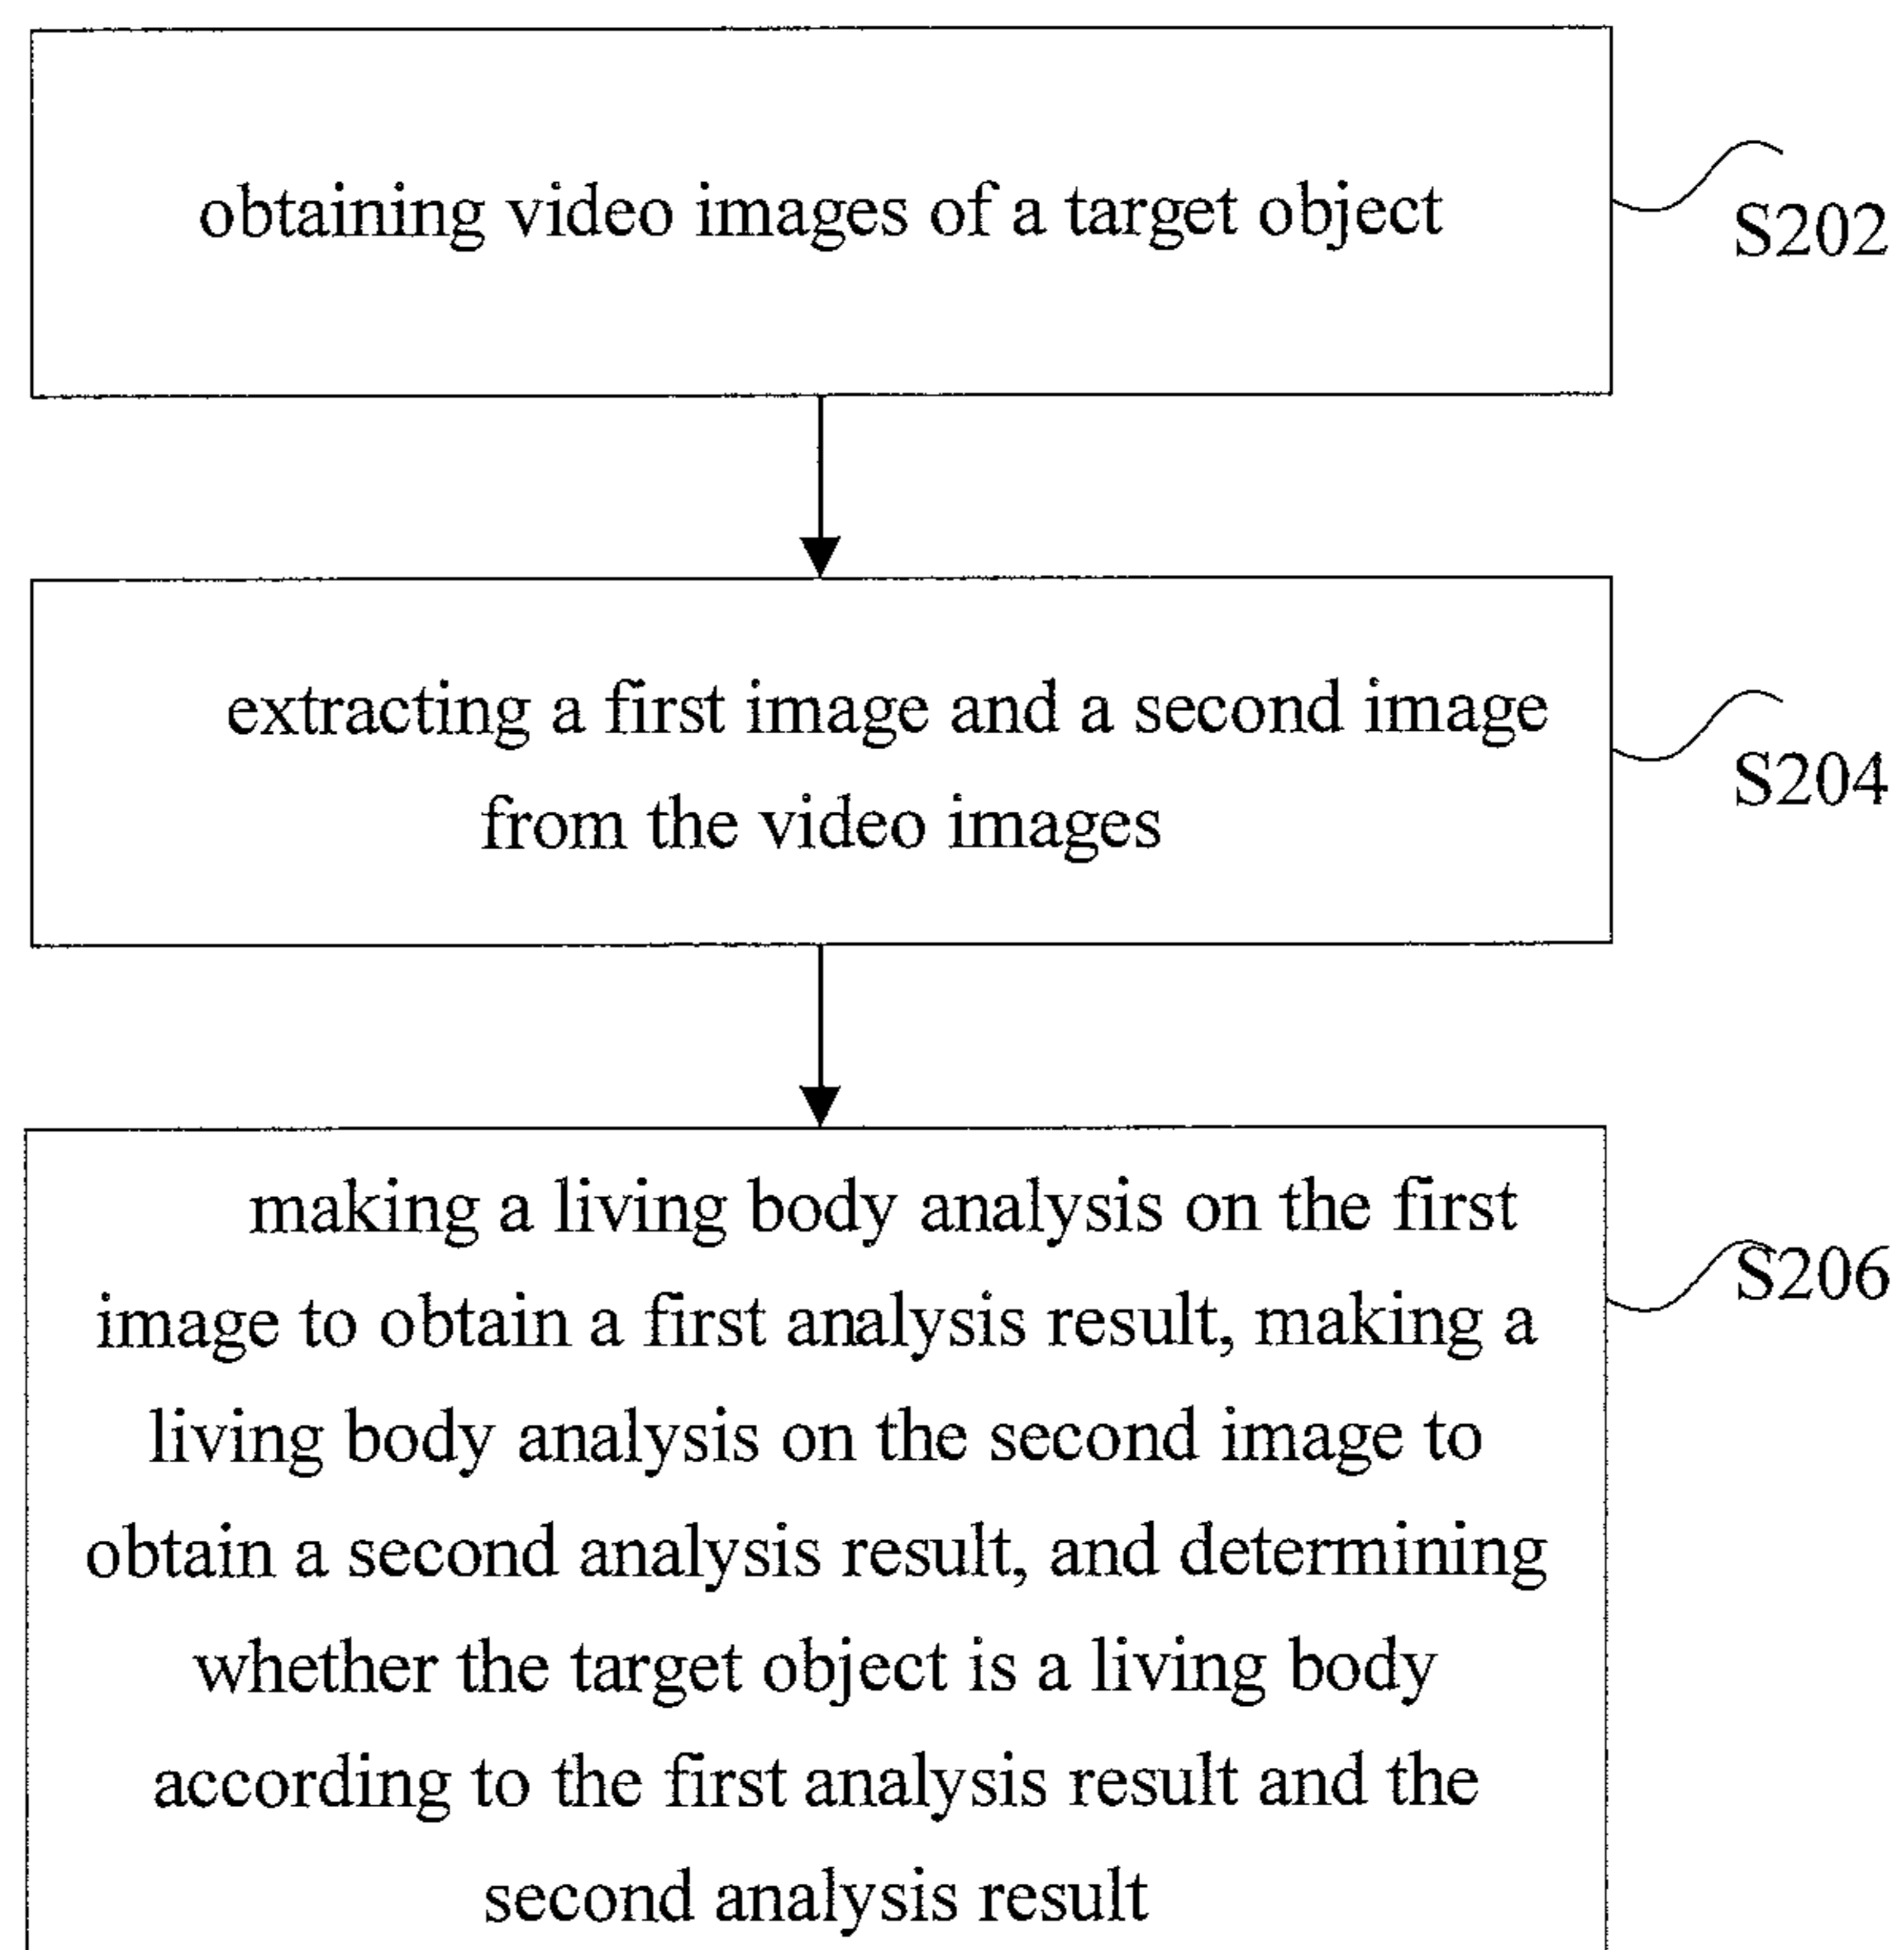 obtaining video images of a target object
S202
extracting a first image and a second image
from the video images
S204
making a living body analysis on the first
image to obtain a first analysis result, making a
living body analysis on the second image to
obtain a second analysis result, and determining
whether the target object is a living body
according to the first analysis result and the
second analysis result
S206